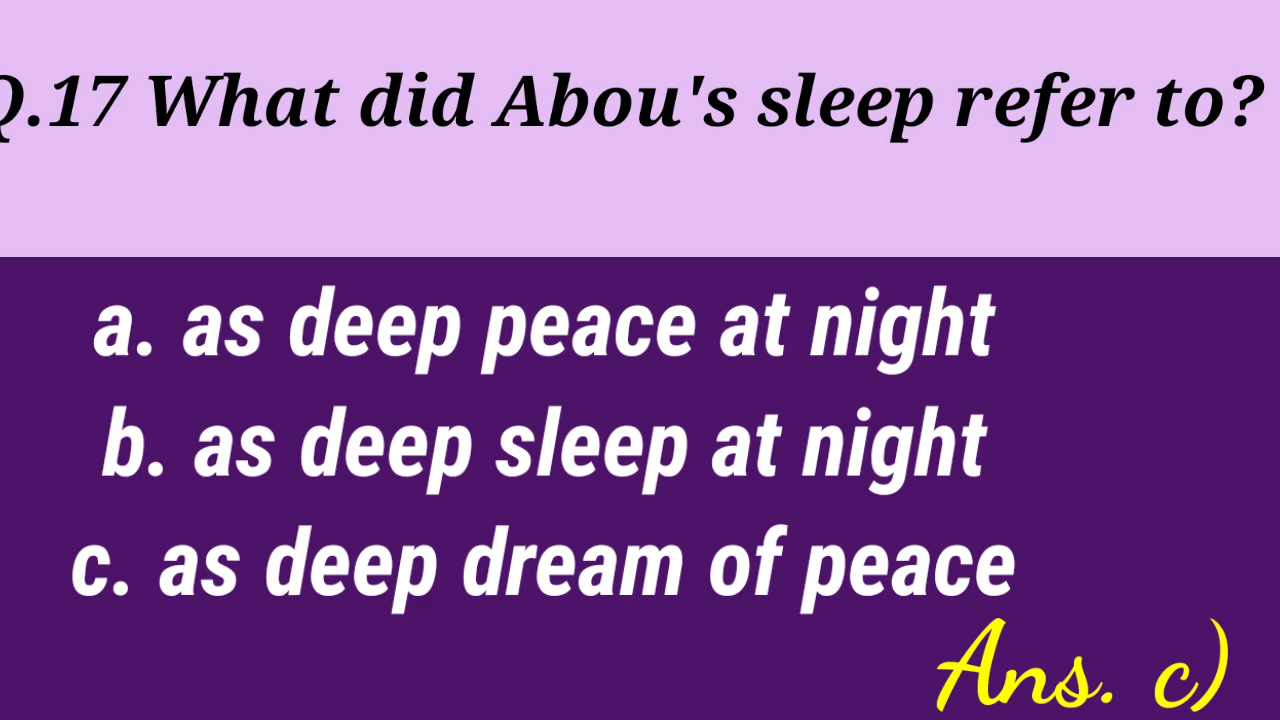 Q.17 What did Abou's sleep refer to?
a. as deep peace at night
b. as deep sleep at night
c. as deep dream of peace
Ans. c)